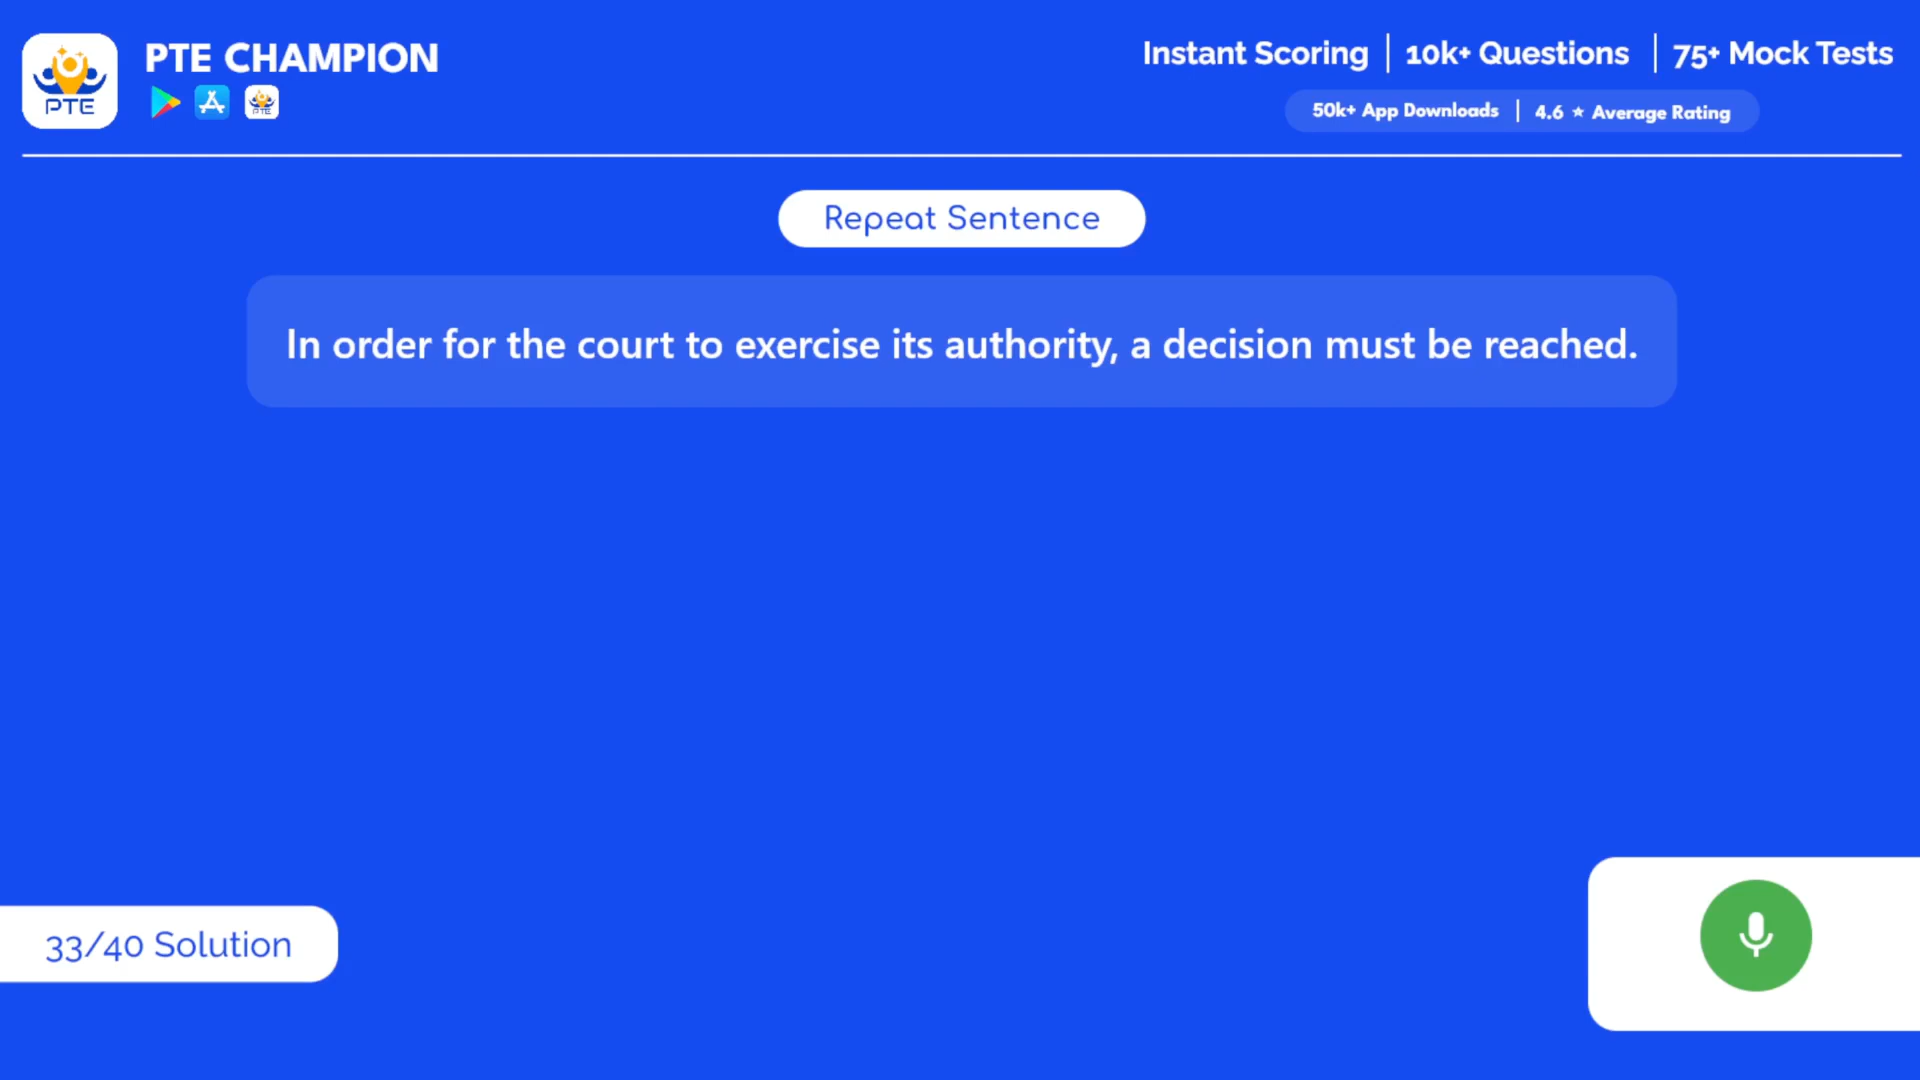 PTE CHAMPION
PTE
PTE
Instant Scoring | 10k+ Questions | 75+ Mock Tests
50k+ App Downloads | 4.6 ★ Average Rating
Repeat Sentence
In order for the court to exercise its authority, a decision must be reached.
33/40 Solution